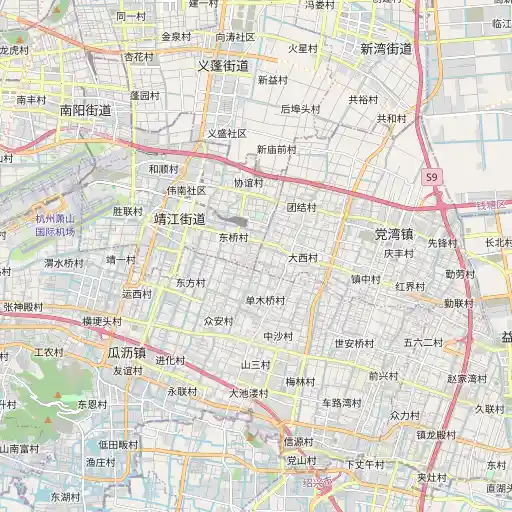 建一村
冯娄村
同一村
临江
龙虎村
金泉村
向涛社区
火星村
新湾街道
杏花村
义蓬街道
新益村
南丰村
蓬园村
共裕村
南阳街道
后埠头村
共和村
义盛社区
新庙前村
和顺村
S9
伟南社区
协谊村
钱塘区
胜联村
靖江街道
团结村
杭州萧山
国际机场
东桥村
党湾镇
先锋村
长北村
庆丰村
渭水桥村
靖一村
大西村
镇中村
勤劳村
东方村
红界村
运西村
单木桥村
勤联村
张神殿村
横埂头村
众安村
中沙村
世安桥村
五六二村
益
工农村
瓜沥镇
进化村
山三村
友谊村
前兴村
赵家湾村
梅林村
永联村
大池溇村
升村
东恩村
车路湾村
久联村
众力村
信源村
镇龙殿村
山南富村
低田畈村
渔庄村
党山村
下丈午村
东村
绍兴市
夹灶村
东湖村
直湖头